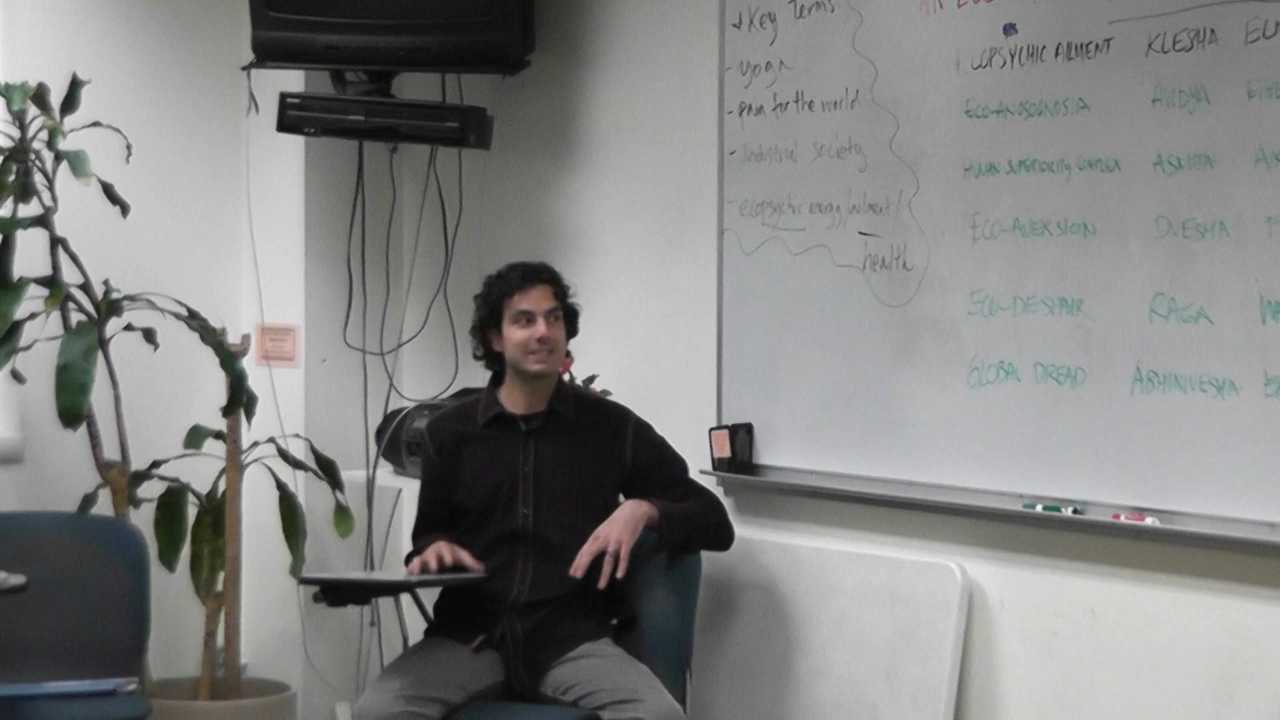 Key Terms
- yoga
- pain for the world
- Industrial society
- ecopsychic energy/ailment/
health
AN
ECOPSYCHIC AILMENT KLESHA
ECO-ANOSOGNOSIA AVIDYA
HUMAN SUPERIORITY COMPLEX ASMITA
ECO-AVERSION DVESHA
ECO-DESPAIR RAGA
GLOBAL DREAD ABHINIVESHA